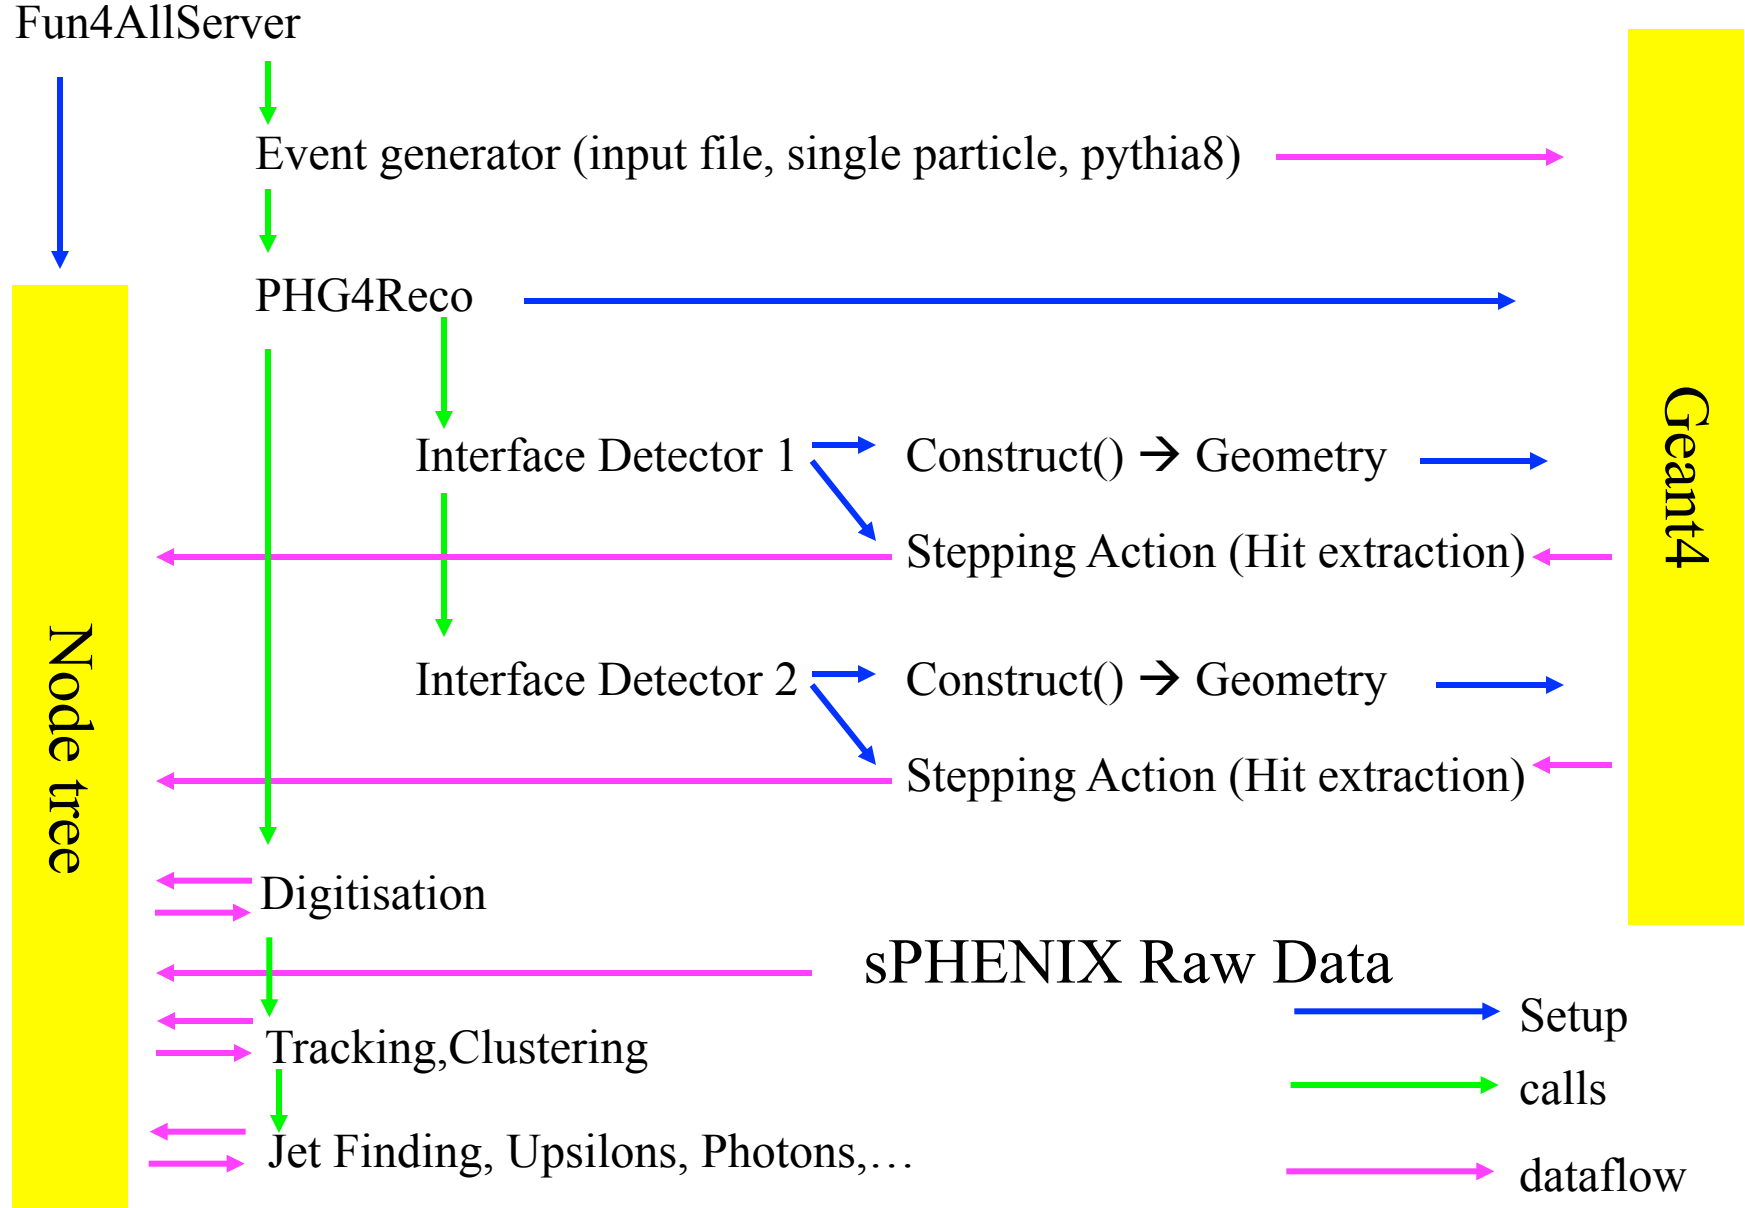 Fun4AllServer
Event generator (input file, single particle, pythia8)
PHG4Reco
Interface Detector 1
Construct() → Geometry
Stepping Action (Hit extraction)
Interface Detector 2
Construct() → Geometry
Stepping Action (Hit extraction)
Geant4
Node tree
Digitisation
sPHENIX Raw Data
Tracking,Clustering
Jet Finding, Upsilons, Photons,…
Setup
calls
dataflow